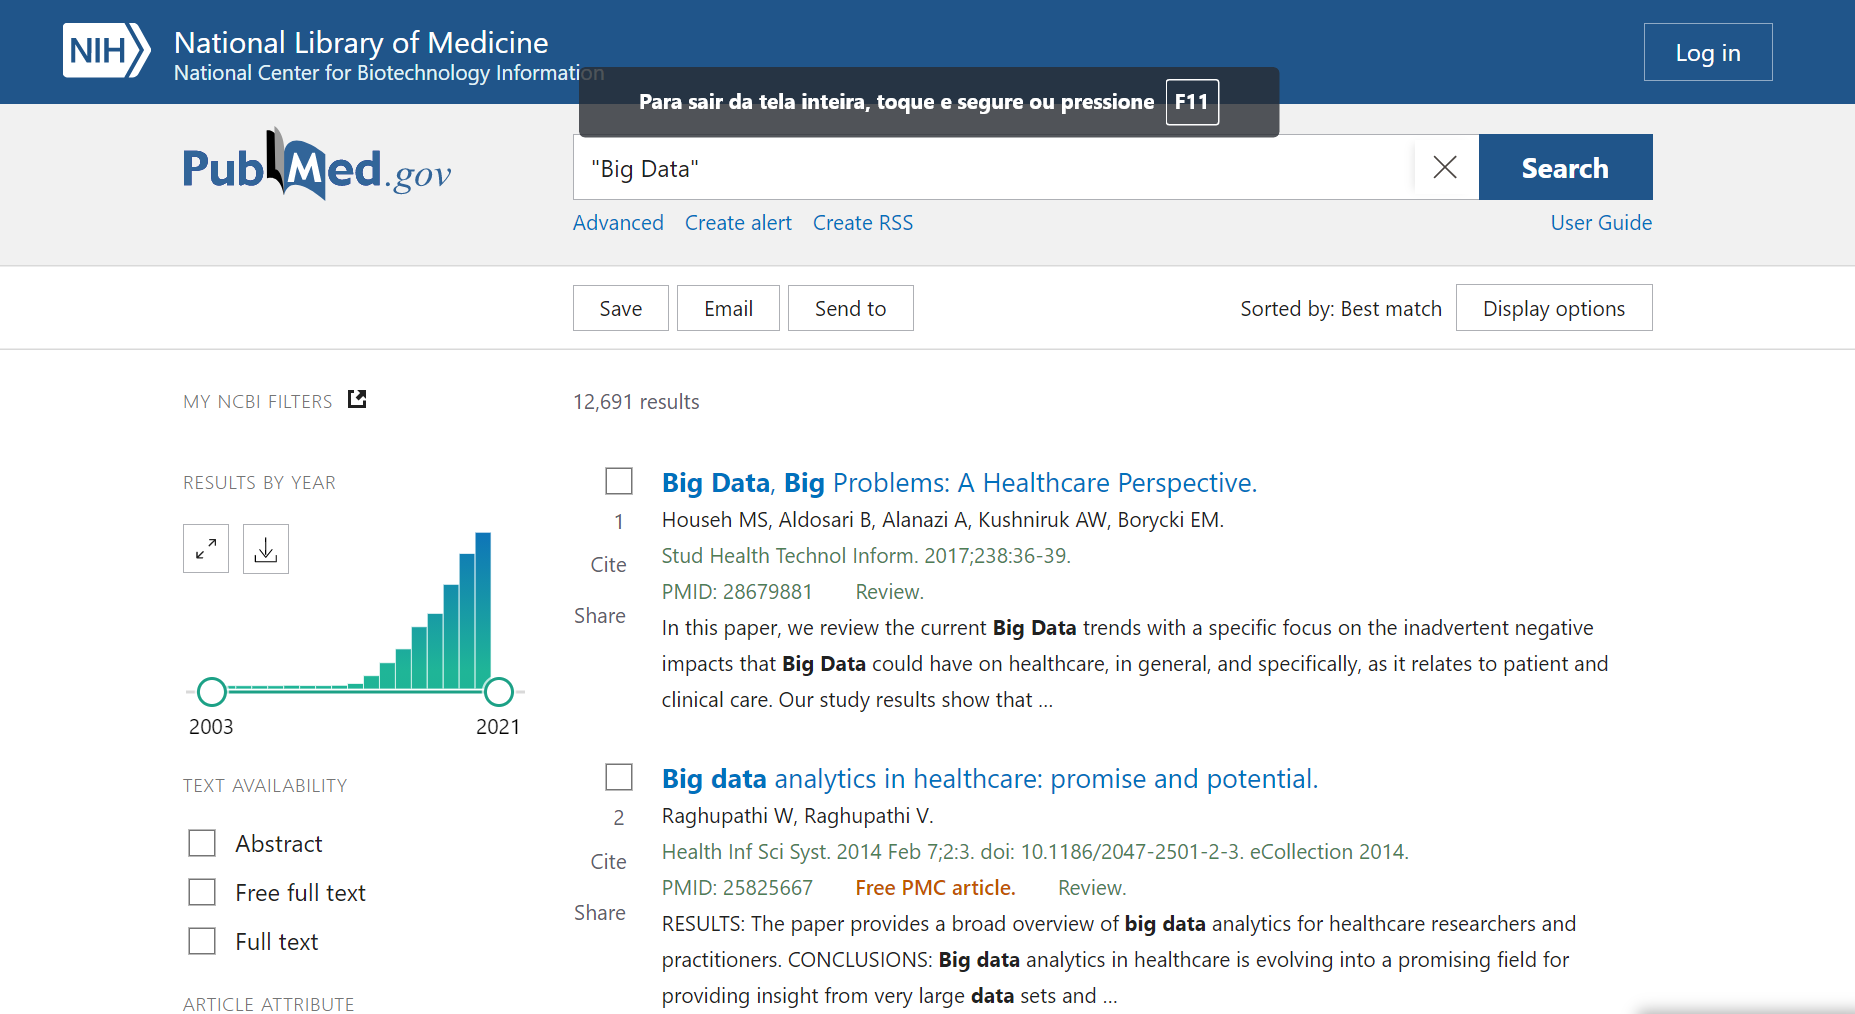 NIH
National Library of Medicine
National Center for Biotechnology Information
Log in
Para sair da tela inteira, toque e segure ou pressione F11
PubMed.gov
"Big Data"
Search
Advanced Create alert Create RSS
User Guide
Save Email Send to
Sorted by: Best match Display options
MY NCBI FILTERS
RESULTS BY YEAR
2003 2021
TEXT AVAILABILITY
Abstract
Free full text
Full text
ARTICLE ATTRIBUTE
12,691 results
Big Data, Big Problems: A Healthcare Perspective.
1
Househ MS, Aldosari B, Alanazi A, Kushniruk AW, Borycki EM.
Cite
Stud Health Technol Inform. 2017;238:36-39.
PMID: 28679881 Review.
Share
In this paper, we review the current Big Data trends with a specific focus on the inadvertent negative
impacts that Big Data could have on healthcare, in general, and specifically, as it relates to patient and
clinical care. Our study results show that ...
Big data analytics in healthcare: promise and potential.
2
Raghupathi W, Raghupathi V.
Cite
Health Inf Sci Syst. 2014 Feb 7;2:3. doi: 10.1186/2047-2501-2-3. eCollection 2014.
PMID: 25825667 Free PMC article. Review.
Share
RESULTS: The paper provides a broad overview of big data analytics for healthcare researchers and
practitioners. CONCLUSIONS: Big data analytics in healthcare is evolving into a promising field for
providing insight from very large data sets and ...